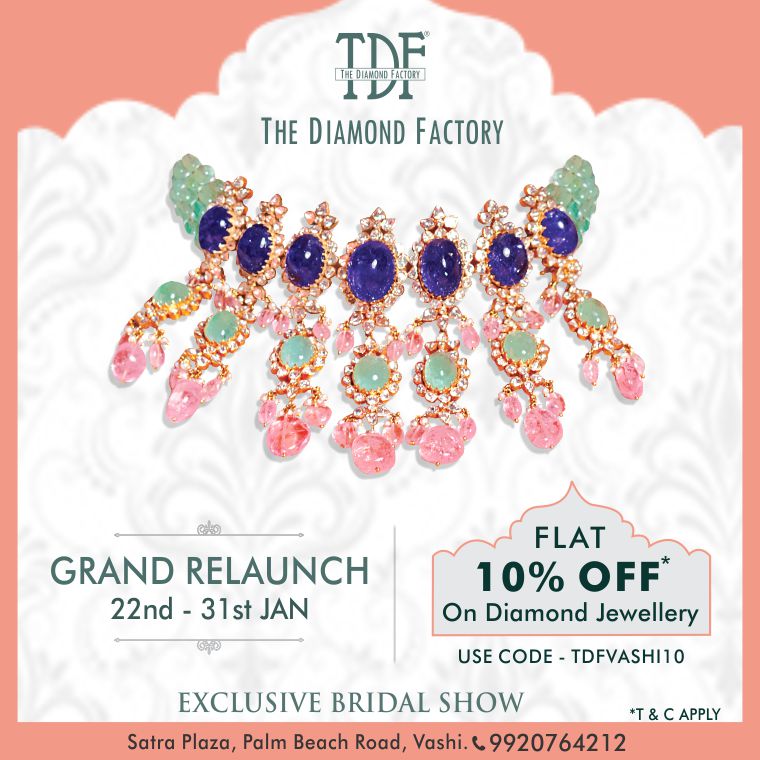 TDF®
THE DIAMOND FACTORY
THE DIAMOND FACTORY
GRAND RELAUNCH
22nd - 31st JAN
FLAT
10% OFF*
On Diamond Jewellery
USE CODE - TDFVASHI10
EXCLUSIVE BRIDAL SHOW
*T & C APPLY
Satra Plaza, Palm Beach Road, Vashi. 9920764212